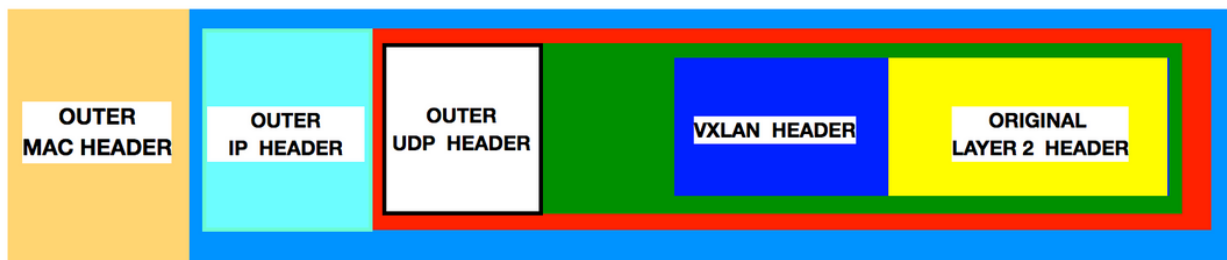 OUTER
MAC HEADER
OUTER
IP HEADER
OUTER
UDP HEADER
VXLAN HEADER
ORIGINAL
LAYER 2 HEADER